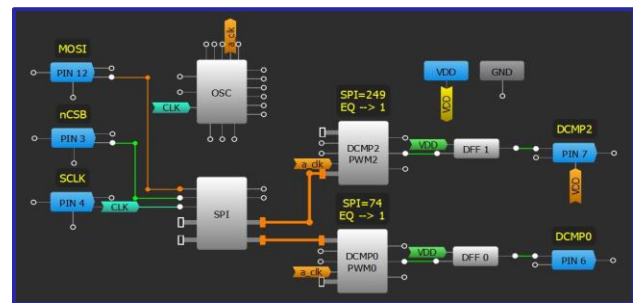 MOSI
PIN 12
nCSB
PIN 3
SCLK
PIN 4
CLK
a_clk
OSC
CLK
SPI
SPI=249
EQ --> 1
DCMP2
PWM2
a_clk
SPI=74
EQ --> 1
DCMP0
PWM0
a_clk
VDD
VDD
GND
VDD
DFF 1
DCMP2
PIN 7
VDD
VDD
DFF 0
DCMP0
PIN 6